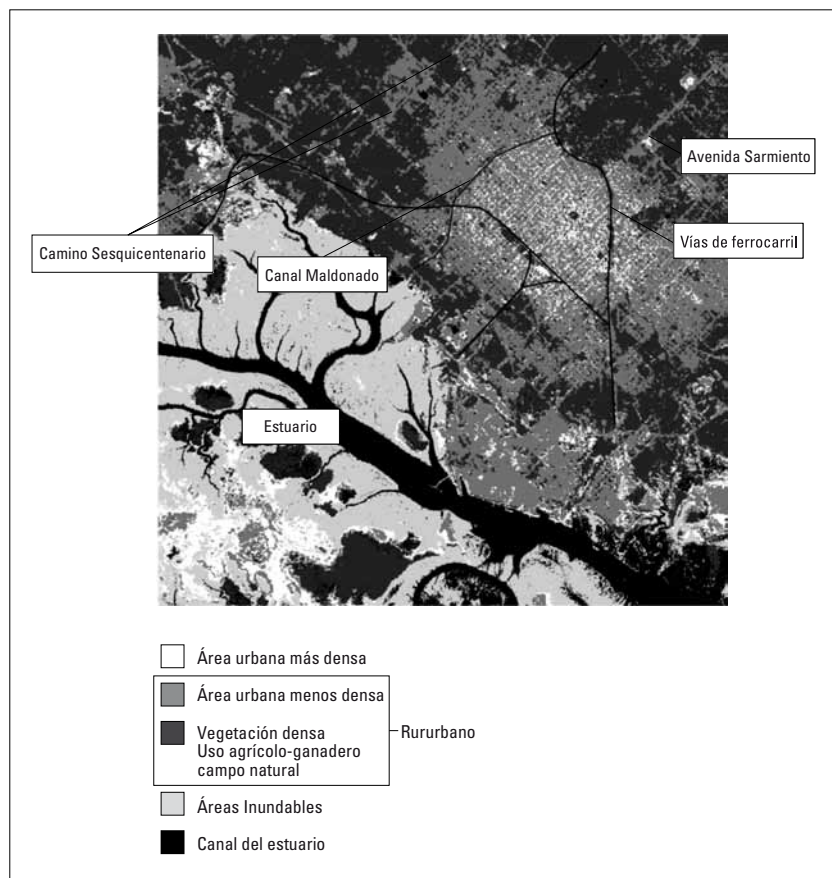 Avenida Sarmiento
Camino Sesquicentenario
Vías de ferrocarril
Canal Maldonado
Estuario
Área urbana más densa
Área urbana menos densa
Vegetación densa
Uso agrícolo-ganadero
campo natural
Rururbano
Áreas Inundables
Canal del estuario